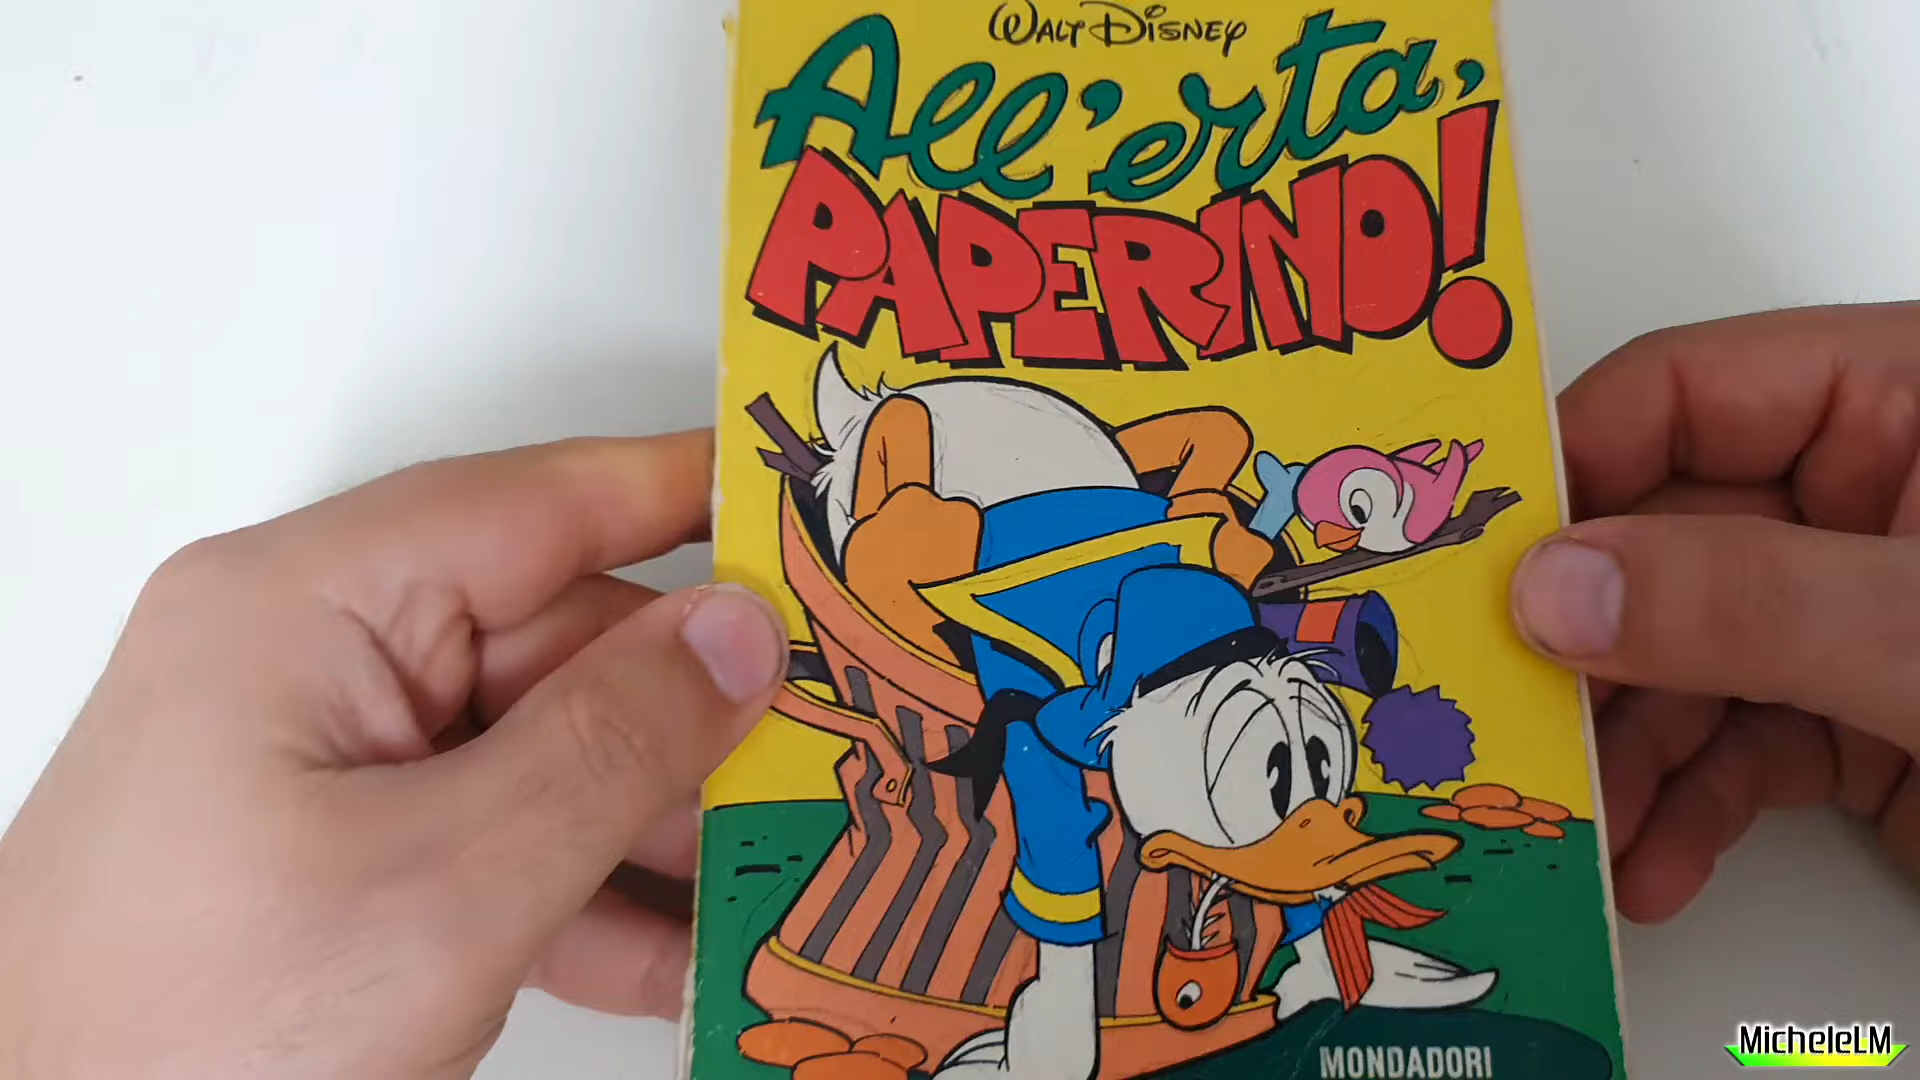 WALT DISNEY
All'erta,
PAPERINO!
MONDADORI
MicheleLM